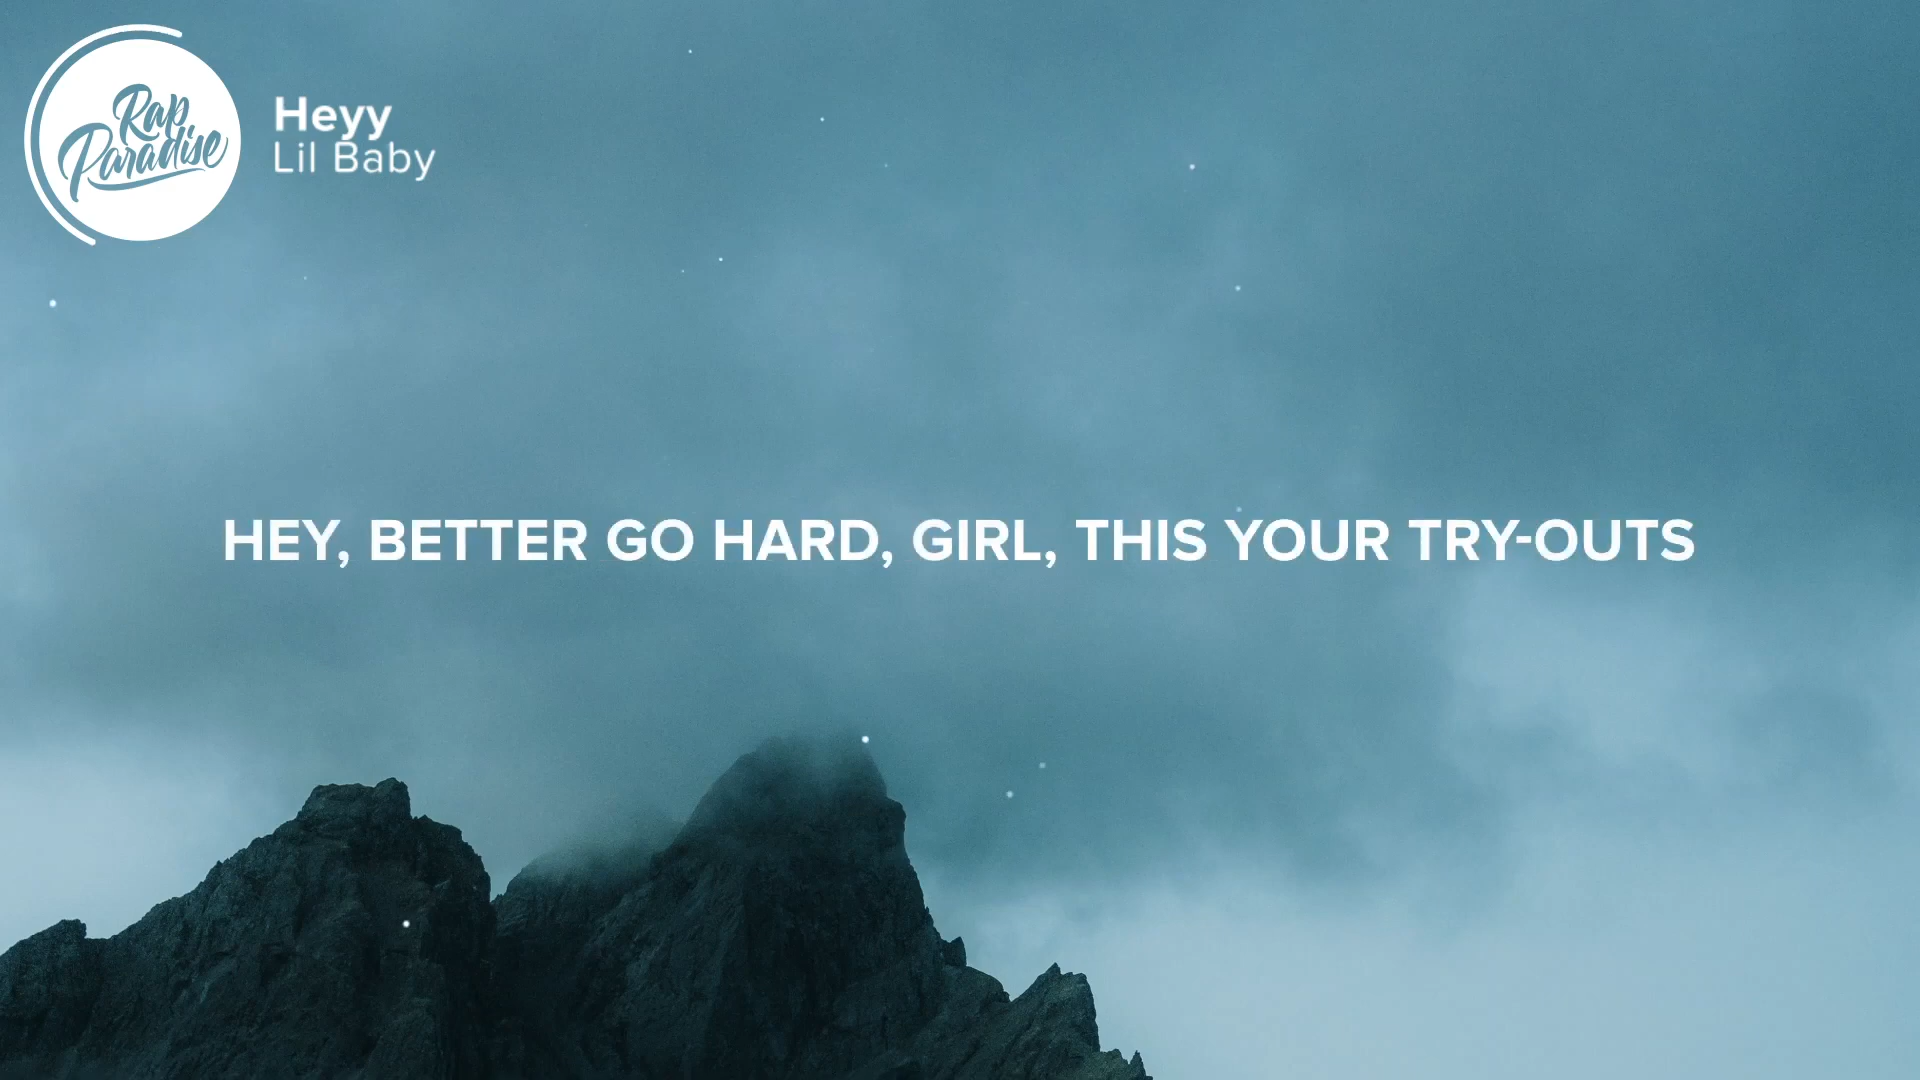 Rap
Paradise
Heyy
Lil Baby
HEY, BETTER GO HARD, GIRL, THIS YOUR TRY-OUTS